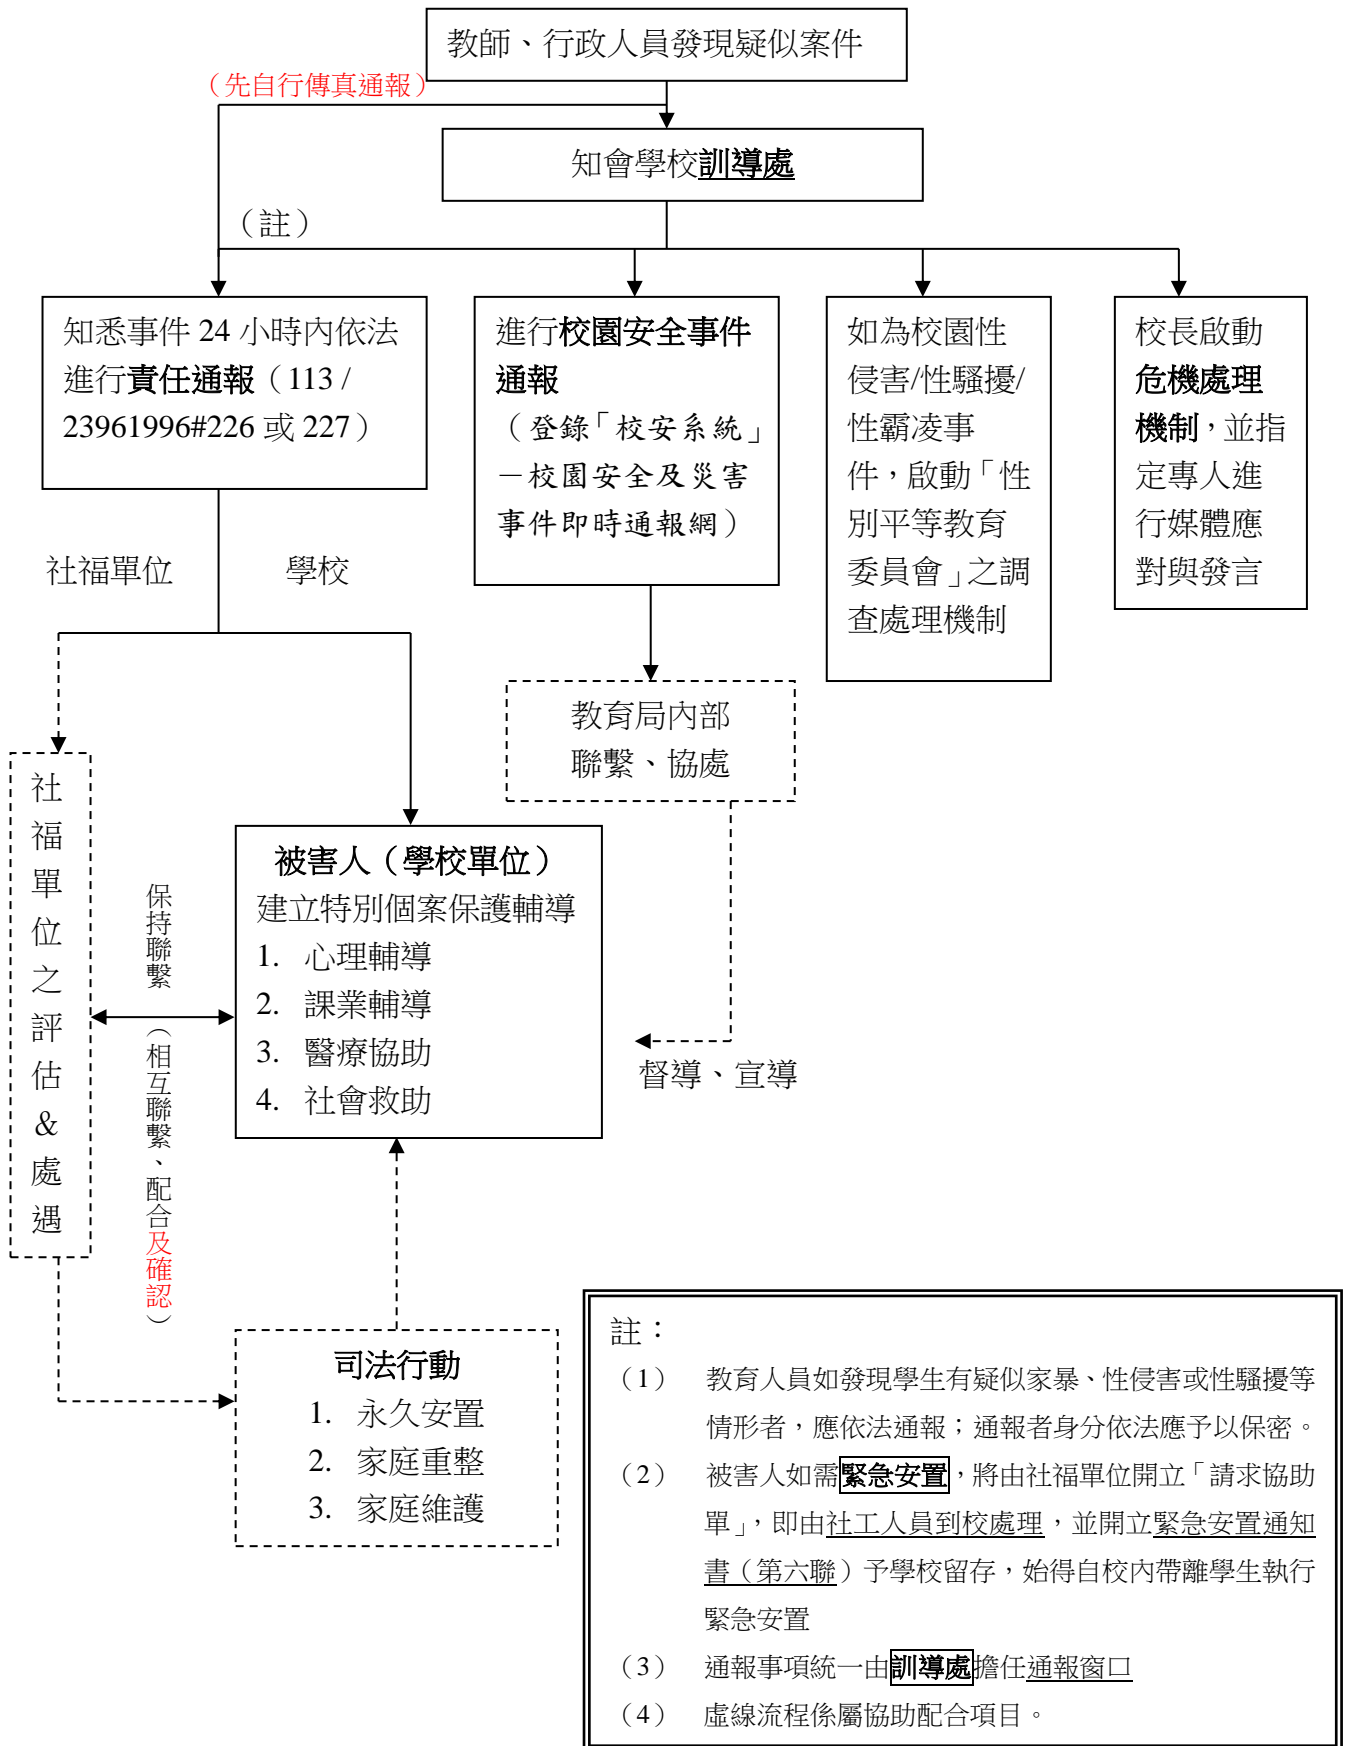 教師、行政人員發現疑似案件
（先自行傳真通報）
知會學校訓導處
（註）
知悉事件 24 小時內依法
進行責任通報（113 /
23961996#226 或 227）
進行校園安全事件
通報
（登錄「校安系統」
－校園安全及災害
事件即時通報網）
如為校園性
侵害/性騷擾/
性霸凌事
件，啟動「性
別平等教育
委員會」之調
查處理機制
校長啟動
危機處理
機制，並指
定專人進
行媒體應
對與發言
社福單位
學校
教育局內部
聯繫、協處
社福單位之評估&處遇
保持聯繫（相互聯繫、配合及確認）
被害人（學校單位）
建立特別個案保護輔導
1. 心理輔導
2. 課業輔導
3. 醫療協助
4. 社會救助
督導、宣導
司法行動
1. 永久安置
2. 家庭重整
3. 家庭維護
註：
（1） 教育人員如發現學生有疑似家暴、性侵害或性騷擾等
情形者，應依法通報；通報者身分依法應予以保密。
（2） 被害人如需緊急安置，將由社福單位開立「請求協助
單」，即由社工人員到校處理，並開立緊急安置通知
書（第六聯）予學校留存，始得自校內帶離學生執行
緊急安置
（3） 通報事項統一由訓導處擔任通報窗口
（4） 虛線流程係屬協助配合項目。